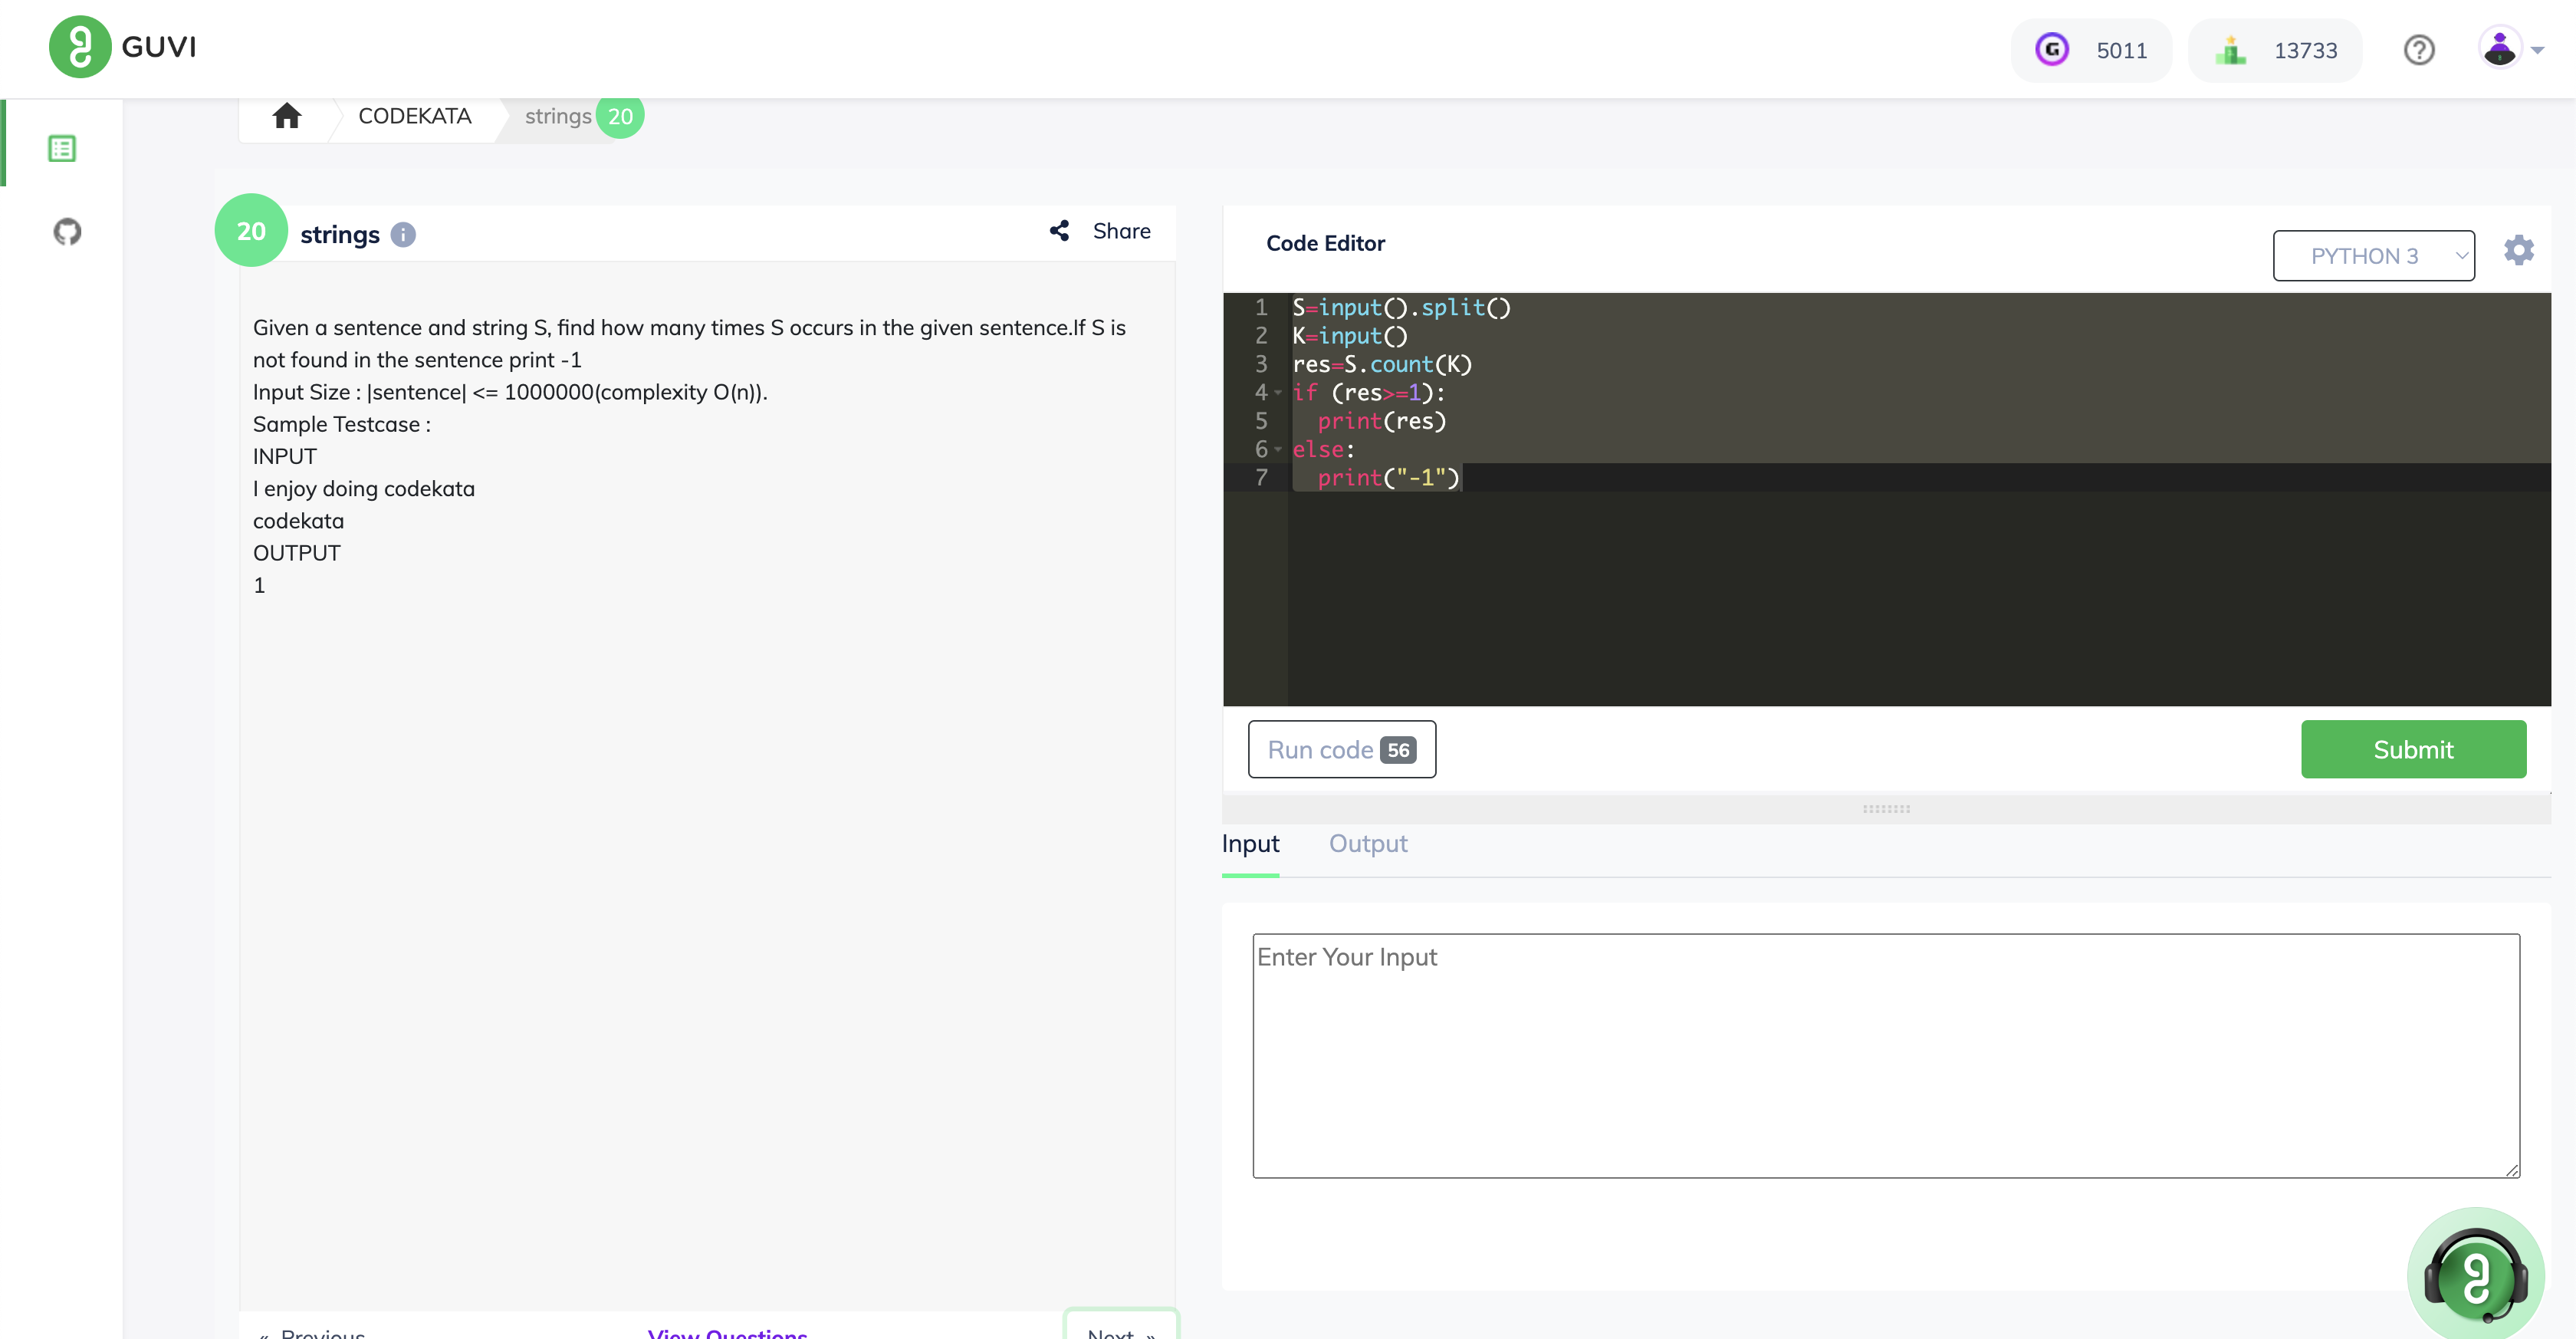 GUVI
5011
13733
CODEKATA
strings 20
20 strings
Share
Given a sentence and string S, find how many times S occurs in the given sentence.If S is
not found in the sentence print -1
Input Size : |sentence| <= 1000000(complexity O(n)).
Sample Testcase :
INPUT
I enjoy doing codekata
codekata
OUTPUT
1
« Previous
View Questions
Next »
Code Editor
PYTHON 3
1 S=input().split()
2 K=input()
3 res=S.count(K)
4 if (res>=1):
5   print(res)
6 else:
7   print("-1")
Run code 56
Submit
Input
Output
Enter Your Input